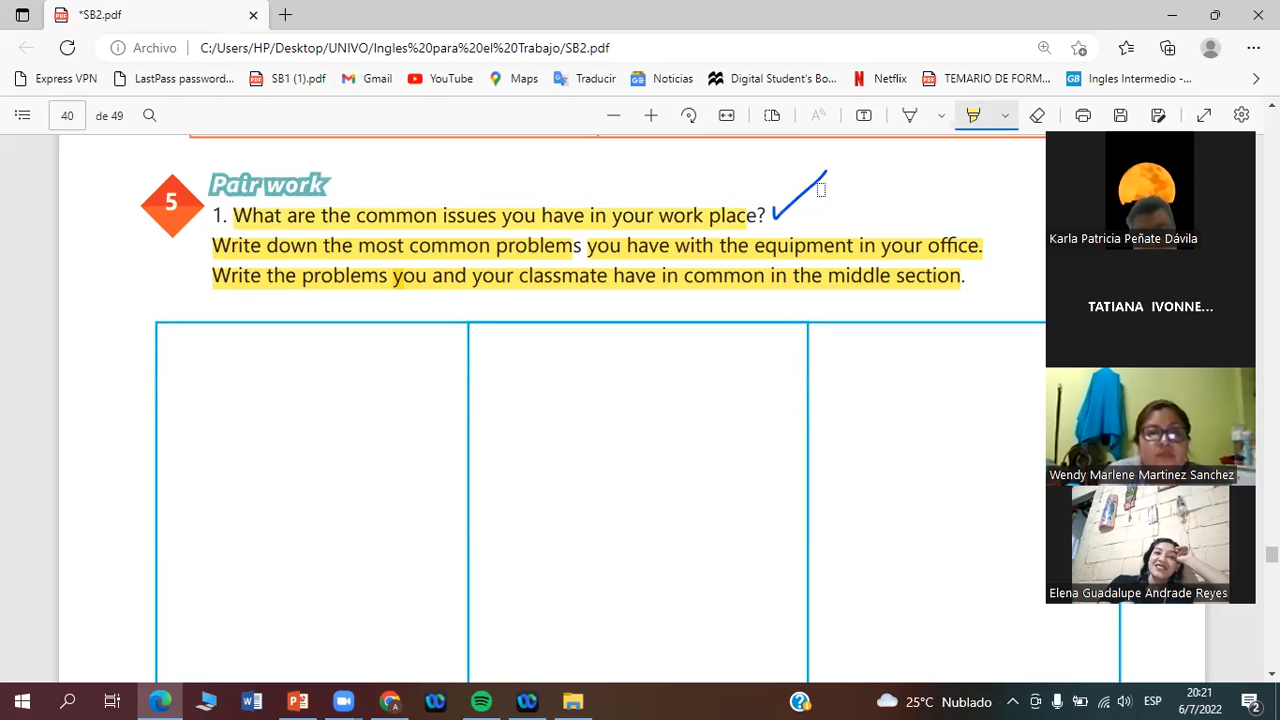 *SB2.pdf
Archivo
C:/Users/HP/Desktop/UNIVO/Ingles%20para%20el%20Trabajo/SB2.pdf
Express VPN
LastPass password...
SB1 (1).pdf
Gmail
YouTube
Maps
Traducir
Noticias
Digital Student's Bo...
Netflix
TEMARIO DE FORM...
Ingles Intermedio -...
40 de 49
5
Pair work
1. What are the common issues you have in your work place?
Write down the most common problems you have with the equipment in your office.
Write the problems you and your classmate have in common in the middle section.
Karla Patricia Peñate Dávila
TATIANA IVONNE...
Wendy Marlene Martinez Sanchez
Elena Guadalupe Andrade Reyes
25°C Nublado
ESP
20:21
6/7/2022
2